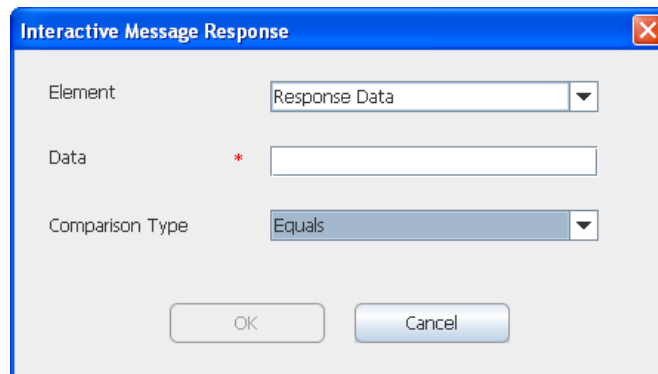 Interactive Message Response
Element Response Data
Data * 
Comparison Type Equals
OK Cancel